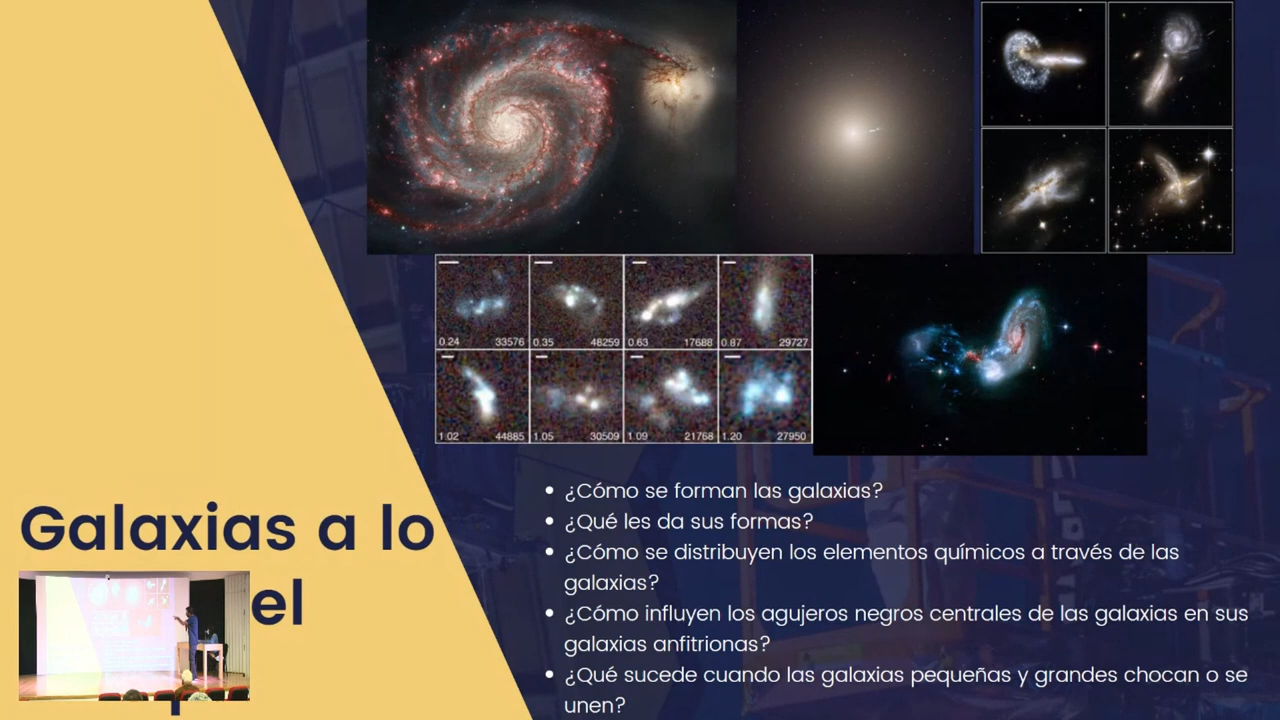 0.24 33576 0.35 48259 0.63 17688 0.87 29727
1.02 44885 1.05 30509 1.09 21768 1.20 27950
Galaxias a lo
el
• ¿Cómo se forman las galaxias?
• ¿Qué les da sus formas?
• ¿Cómo se distribuyen los elementos químicos a través de las
galaxias?
• ¿Cómo influyen los agujeros negros centrales de las galaxias en sus
galaxias anfitrionas?
• ¿Qué sucede cuando las galaxias pequeñas y grandes chocan o se
unen?